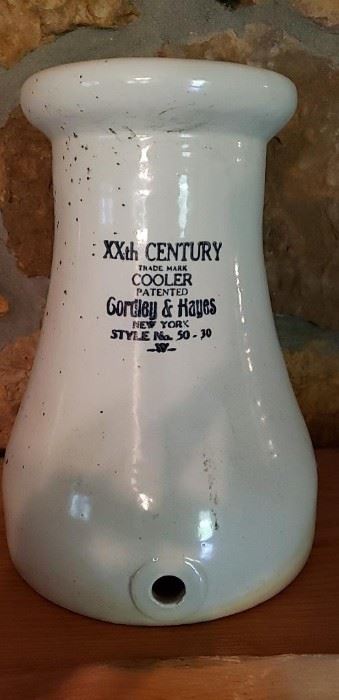 XXth CENTURY
TRADE MARK
COOLER
PATENTED
Cordley & Hayes
NEW YORK
STYLE No. 50 - 30
W